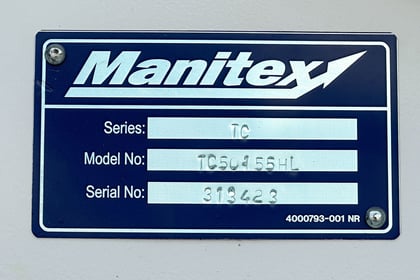 Manitex
Series: TC
Model No: TC50155HL
Serial No: 313423
4000793-001 NR